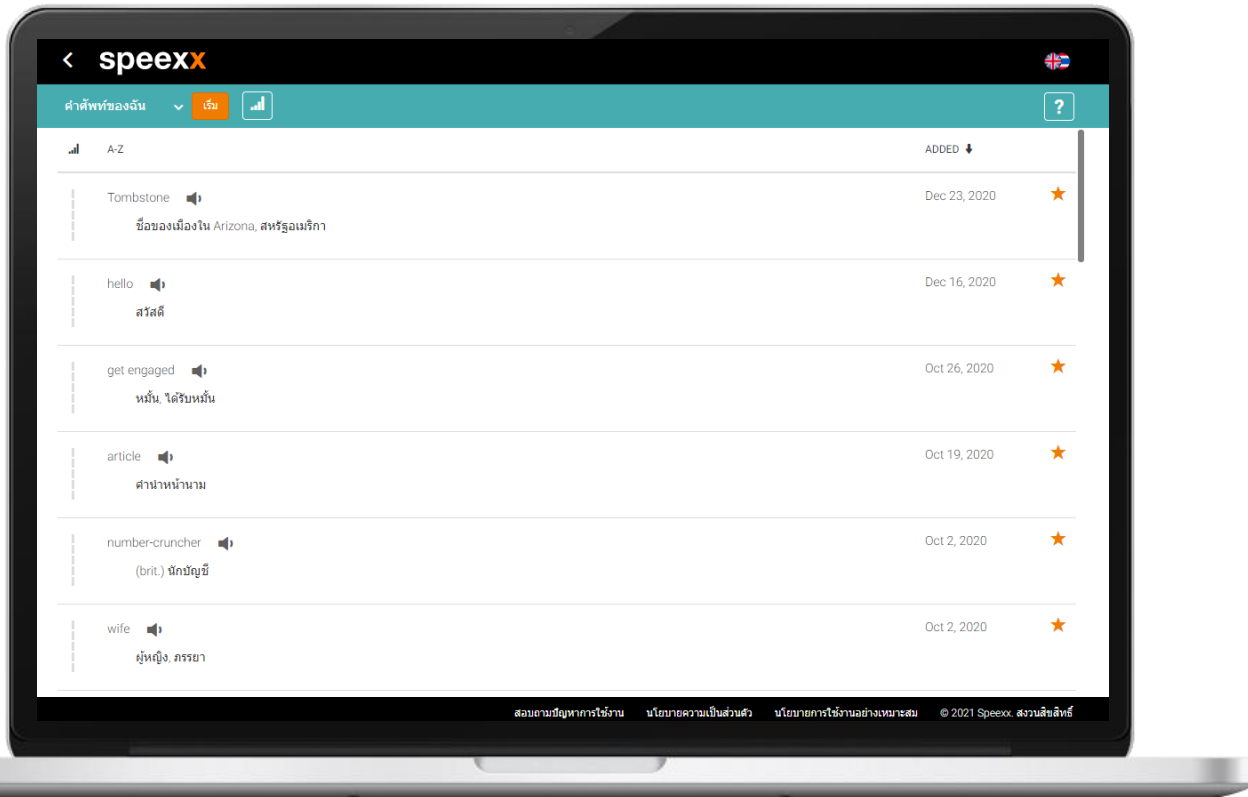 speexx
คำศัพท์ของฉัน เริ่ม ?
A-Z ADDED
Tombstone Dec 23, 2020
ชื่อของเมืองใน Arizona, สหรัฐอเมริกา
hello Dec 16, 2020
สวัสดี
get engaged Oct 26, 2020
หมั้น, ได้รับหมั้น
article Oct 19, 2020
คำนำหน้านาม
number-cruncher Oct 2, 2020
(brit.) นักบัญชี
wife Oct 2, 2020
ผู้หญิง, ภรรยา
สอบถามปัญหาการใช้งาน นโยบายความเป็นส่วนตัว นโยบายการใช้งานอย่างเหมาะสม © 2021 Speexx. สงวนสิขสิทธิ์